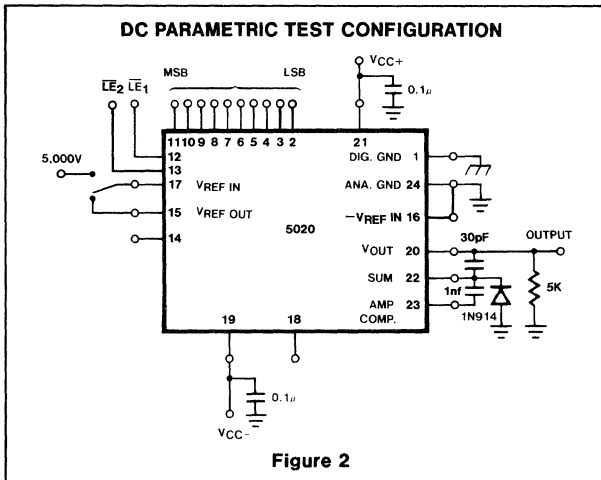 DC PARAMETRIC TEST CONFIGURATION
LE2 LE1
MSB LSB
VCC+
0.1μ
11 10 9 8 7 6 5 4 3 2
21
12
13
5,000V
17 VREF IN
15 VREF OUT
14
5020
DIG. GND 1
ANA. GND 24
−VREF IN 16
30pF
OUTPUT
VOUT 20
SUM 22
1nf
5K
AMP 23
COMP.
1N914
19
18
0.1μ
VCC-
Figure 2